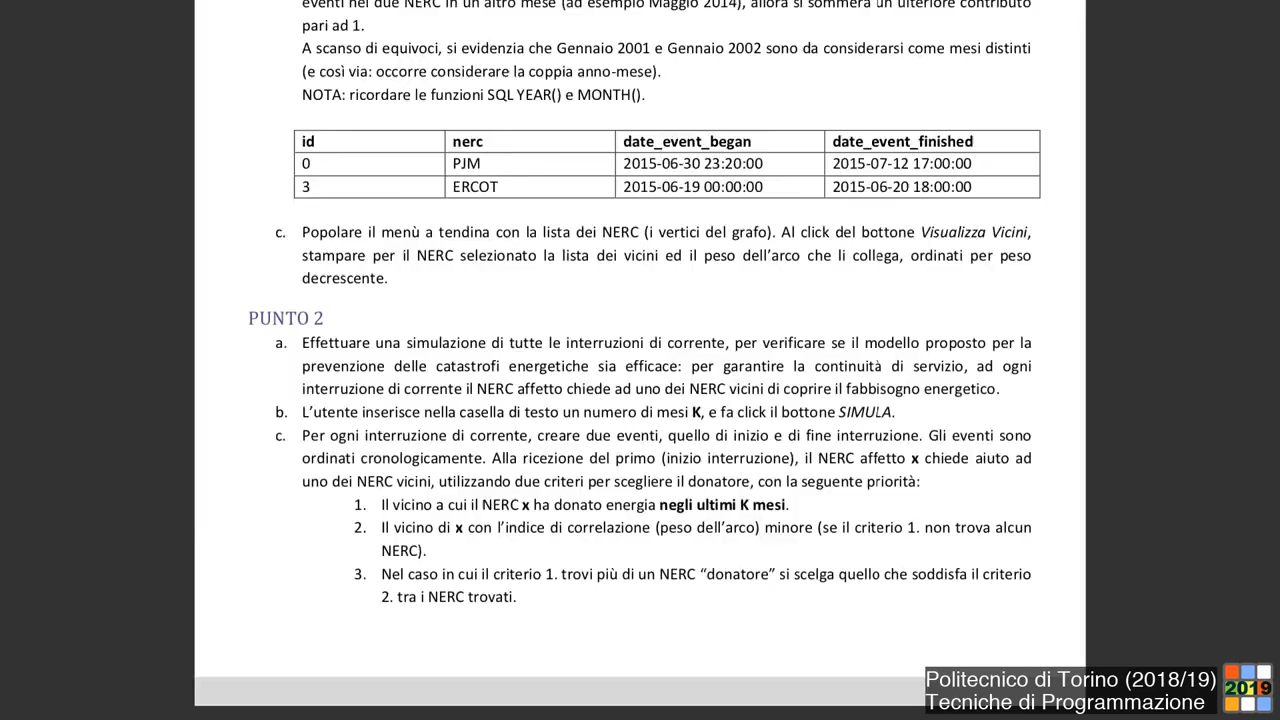 eventi nei due NERC in un altro mese (ad esempio Maggio 2014), allora si sommerà un ulteriore contributo
pari ad 1.
A scanso di equivoci, si evidenzia che Gennaio 2001 e Gennaio 2002 sono da considerarsi come mesi distinti
(e così via: occorre considerare la coppia anno-mese).
NOTA: ricordare le funzioni SQL YEAR() e MONTH().
id nerc date_event_began date_event_finished
0 PJM 2015-06-30 23:20:00 2015-07-12 17:00:00
3 ERCOT 2015-06-19 00:00:00 2015-06-20 18:00:00
c. Popolare il menù a tendina con la lista dei NERC (i vertici del grafo). Al click del bottone Visualizza Vicini,
stampare per il NERC selezionato la lista dei vicini ed il peso dell'arco che li collega, ordinati per peso
decrescente.
PUNTO 2
a. Effettuare una simulazione di tutte le interruzioni di corrente, per verificare se il modello proposto per la
prevenzione delle catastrofi energetiche sia efficace: per garantire la continuità di servizio, ad ogni
interruzione di corrente il NERC affetto chiede ad uno dei NERC vicini di coprire il fabbisogno energetico.
b. L'utente inserisce nella casella di testo un numero di mesi K, e fa click il bottone SIMULA.
c. Per ogni interruzione di corrente, creare due eventi, quello di inizio e di fine interruzione. Gli eventi sono
ordinati cronologicamente. Alla ricezione del primo (inizio interruzione), il NERC affetto x chiede aiuto ad
uno dei NERC vicini, utilizzando due criteri per scegliere il donatore, con la seguente priorità:
1. Il vicino a cui il NERC x ha donato energia negli ultimi K mesi.
2. Il vicino di x con l'indice di correlazione (peso dell'arco) minore (se il criterio 1. non trova alcun
NERC).
3. Nel caso in cui il criterio 1. trovi più di un NERC "donatore" si scelga quello che soddisfa il criterio
2. tra i NERC trovati.
Politecnico di Torino (2018/19)
Tecniche di Programmazione
2019